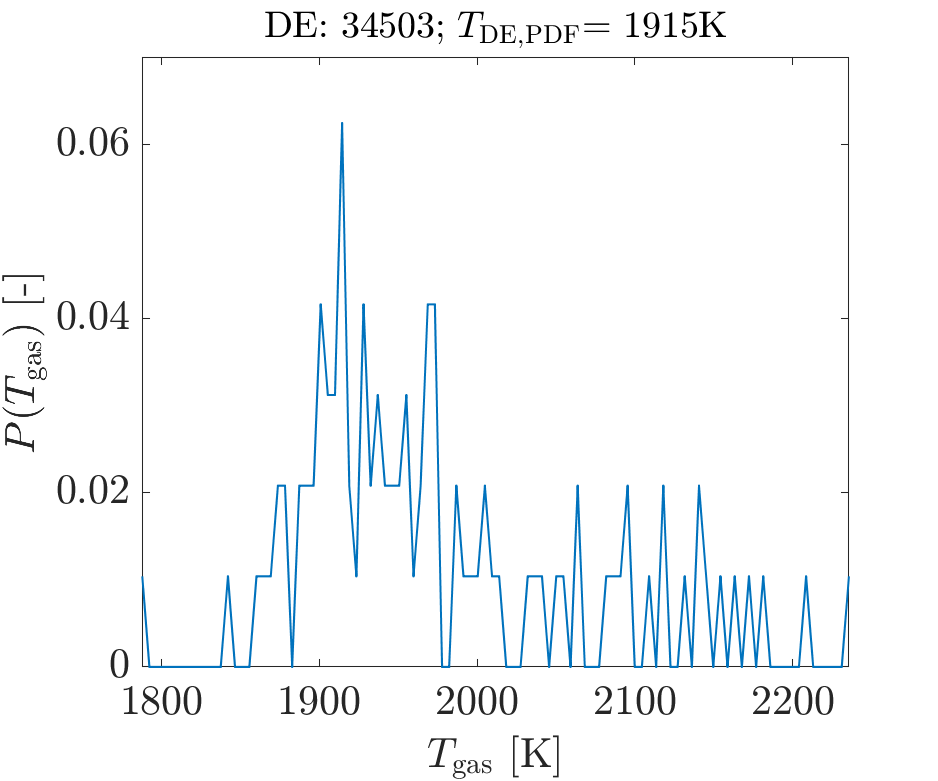 DE: 34503; T_DE,PDF= 1915K
0.06
0.04
0.02
0
P(T_gas) [-]
1800 1900 2000 2100 2200
T_gas [K]